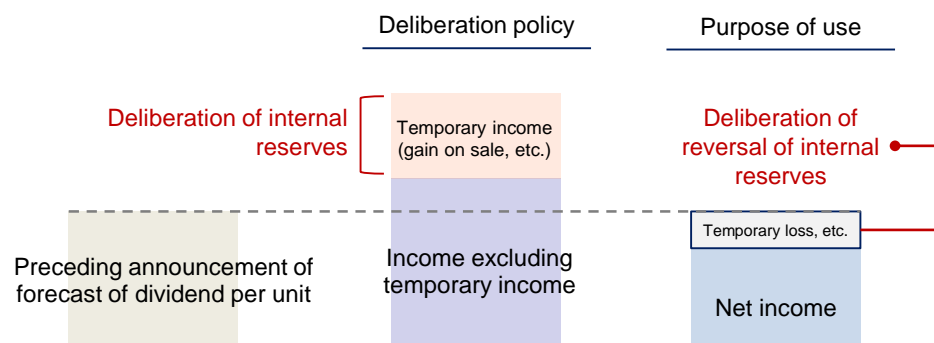 Deliberation policy
Purpose of use
Deliberation of internal
reserves
Temporary income
(gain on sale, etc.)
Deliberation of
reversal of internal
reserves
Preceding announcement of
forecast of dividend per unit
Income excluding
temporary income
Temporary loss, etc.
Net income